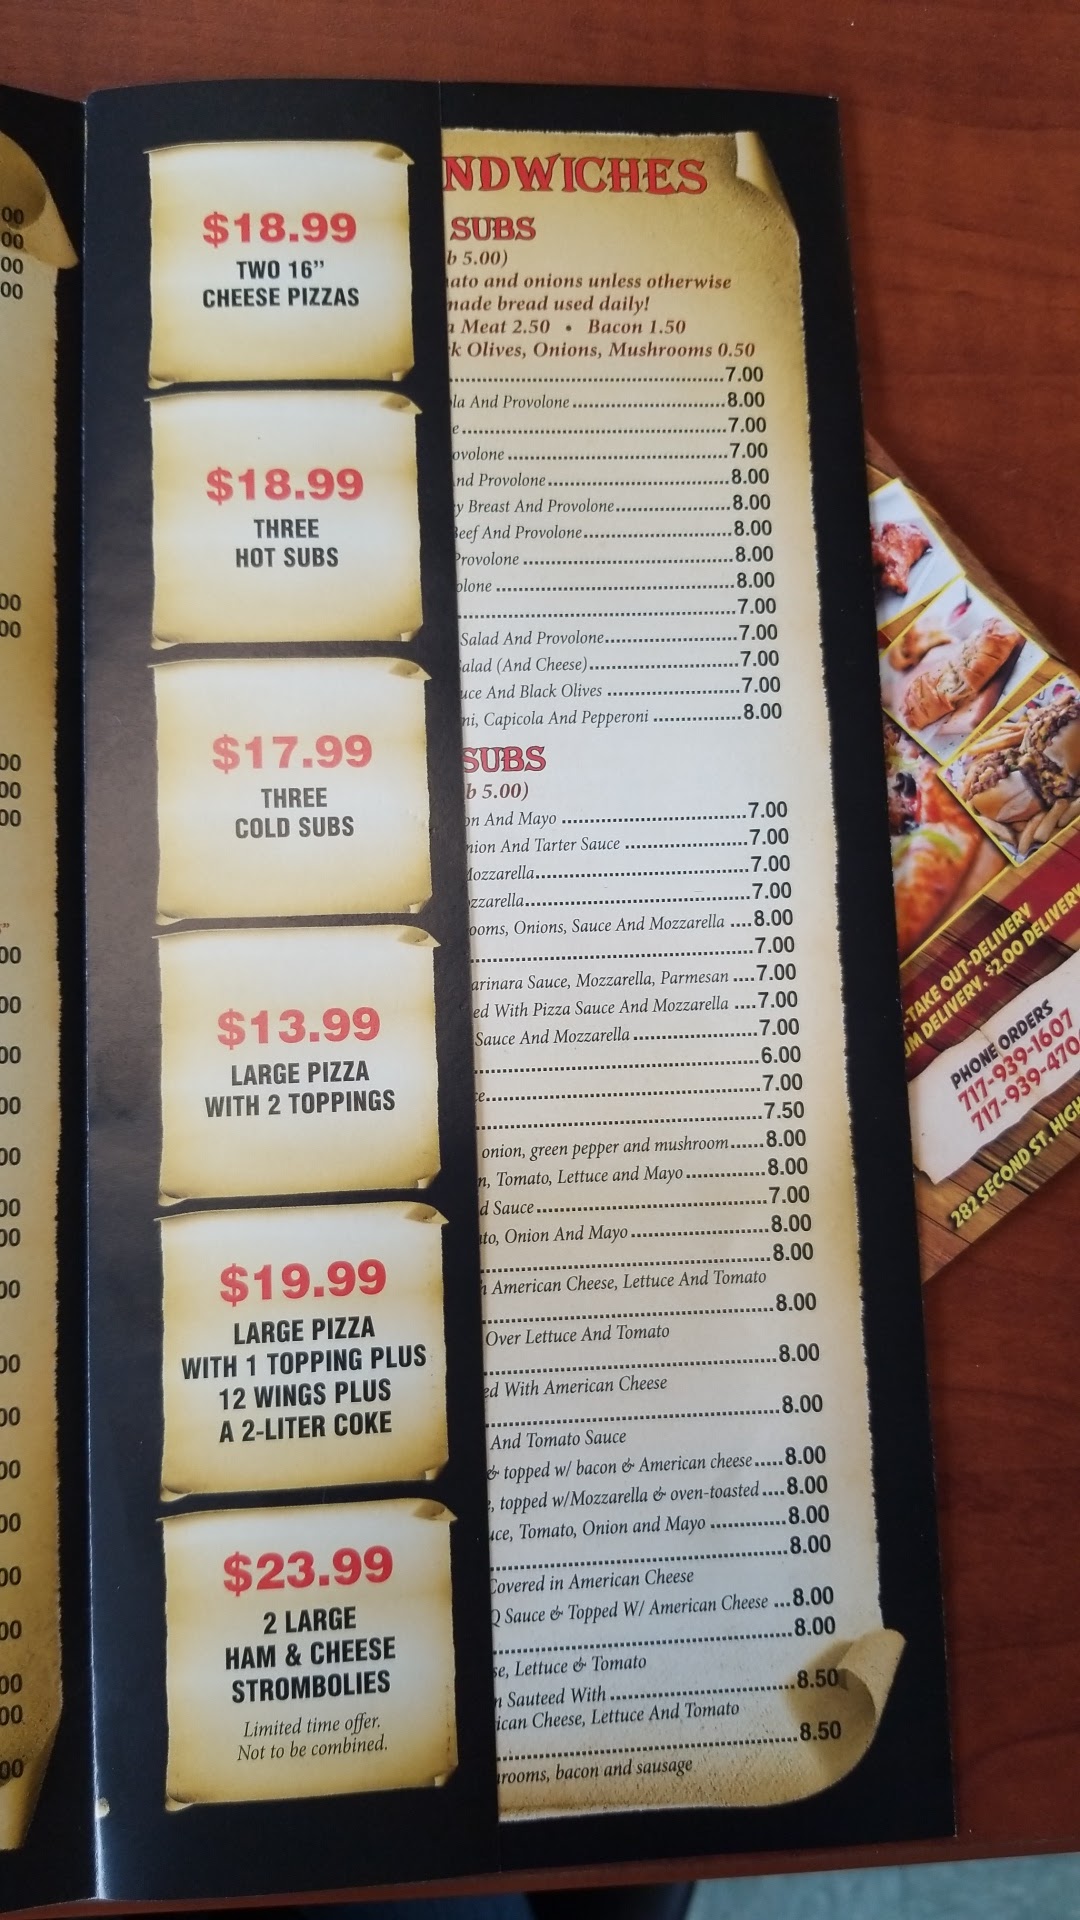 $18.99
TWO 16”
CHEESE PIZZAS
$18.99
THREE
HOT SUBS
$17.99
THREE
COLD SUBS
$13.99
LARGE PIZZA
WITH 2 TOPPINGS
$19.99
LARGE PIZZA
WITH 1 TOPPING PLUS
12 WINGS PLUS
A 2-LITER COKE
$23.99
2 LARGE
HAM & CHEESE
STROMBOLIES
Limited time offer.
Not to be combined.
NDWICHES
SUBS
b 5.00)
ato and onions unless otherwise
made bread used daily!
a Meat 2.50 • Bacon 1.50
k Olives, Onions, Mushrooms 0.50
7.00
la And Provolone 8.00
e 7.00
ovolone 7.00
nd Provolone 8.00
y Breast And Provolone 8.00
Beef And Provolone 8.00
Provolone 8.00
olone 8.00
7.00
Salad And Provolone 7.00
Salad (And Cheese) 7.00
uce And Black Olives 7.00
ni, Capicola And Pepperoni 8.00
SUBS
b 5.00)
on And Mayo 7.00
nion And Tarter Sauce 7.00
Mozzarella 7.00
zzarella 7.00
ooms, Onions, Sauce And Mozzarella 8.00
7.00
arinara Sauce, Mozzarella, Parmesan 7.00
ed With Pizza Sauce And Mozzarella 7.00
Sauce And Mozzarella 7.00
6.00
ce 7.00
7.50
onion, green pepper and mushroom 8.00
n, Tomato, Lettuce and Mayo 8.00
d Sauce 7.00
to, Onion And Mayo 8.00
8.00
h American Cheese, Lettuce And Tomato
8.00
Over Lettuce And Tomato
8.00
ed With American Cheese
8.00
And Tomato Sauce
& topped w/ bacon & American cheese 8.00
, topped w/Mozzarella & oven-toasted 8.00
uce, Tomato, Onion and Mayo 8.00
8.00
Covered in American Cheese
Q Sauce & Topped W/ American Cheese 8.00
8.00
se, Lettuce & Tomato
n Sauteed With 8.50
ican Cheese, Lettuce And Tomato
8.50
rooms, bacon and sausage
-TAKE OUT-DELIVERY
UM DELIVERY. $2.00 DELIVERY
PHONE ORDERS
717-939-1607
717-939-470
282 SECOND ST. HIGH